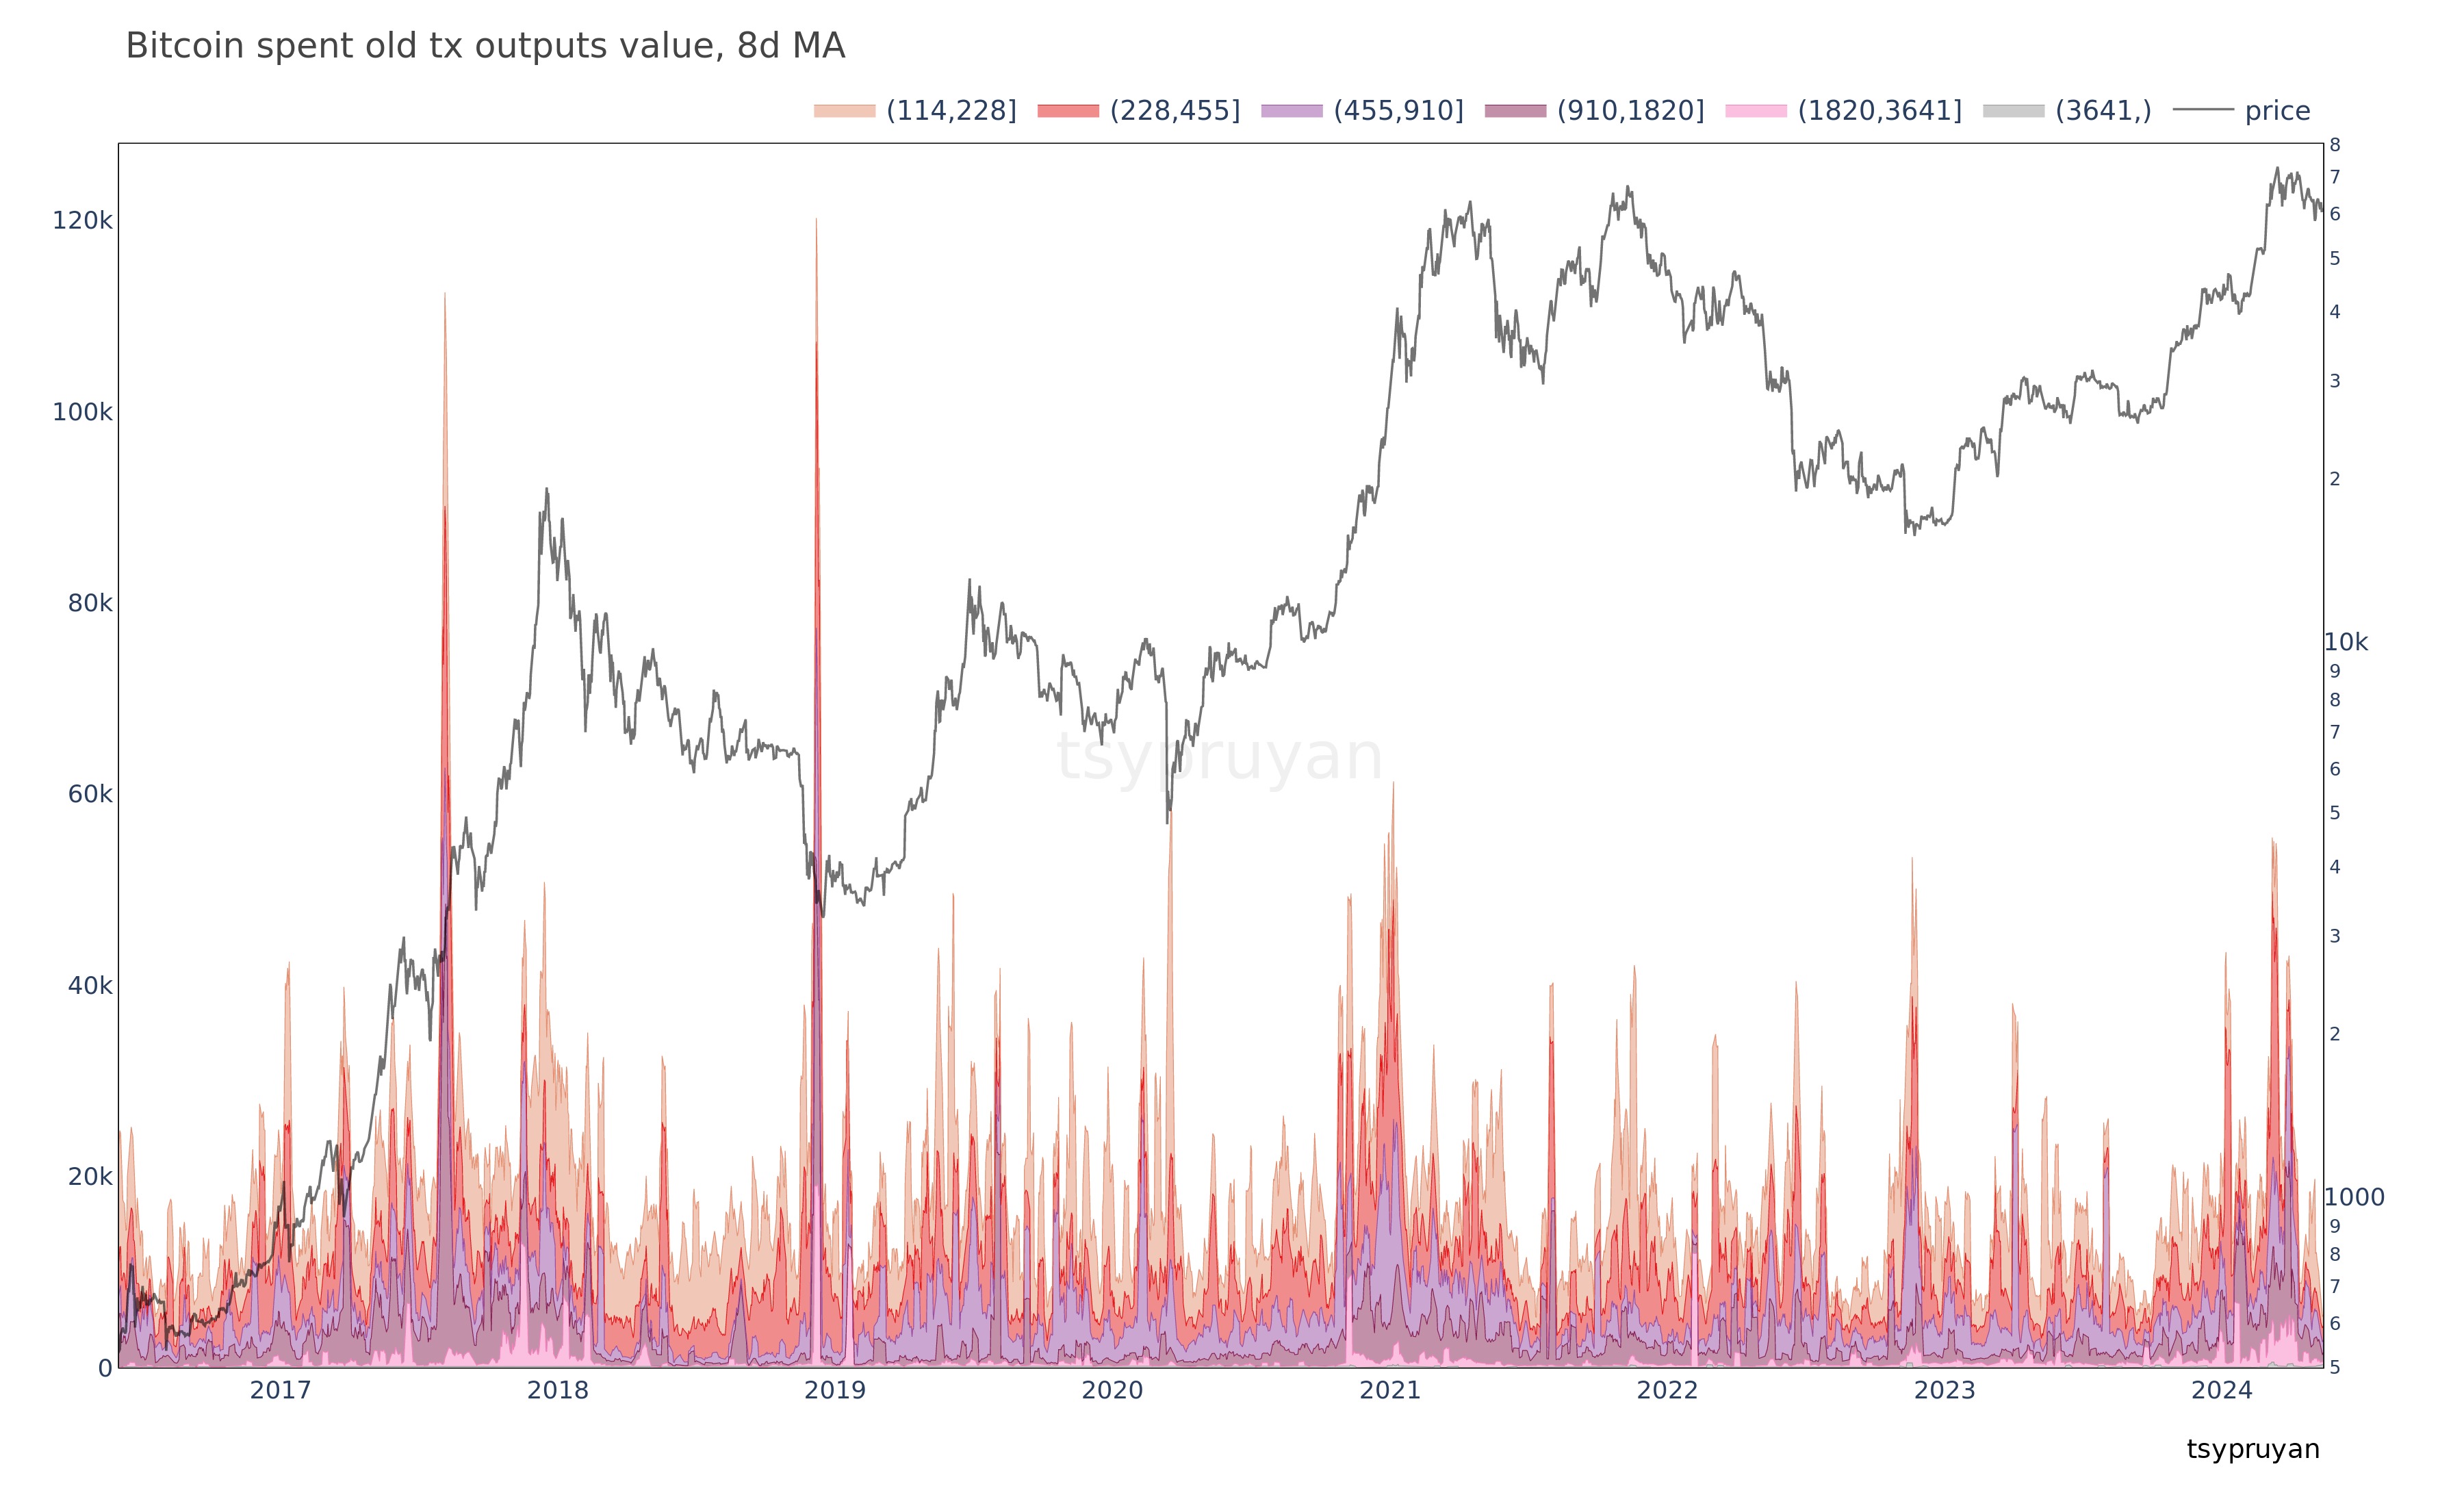 Bitcoin spent old tx outputs value, 8d MA
(114,228] (228,455] (455,910] (910,1820] (1820,3641] (3641,) price
8
120k 7
6
5
100k 4
3
2
80k
10k
9
8
7
tsypruyan
60k 6
5
4
3
40k
2
20k
1000
9
8
7
6
0 5
2017 2018 2019 2020 2021 2022 2023 2024
tsypruyan